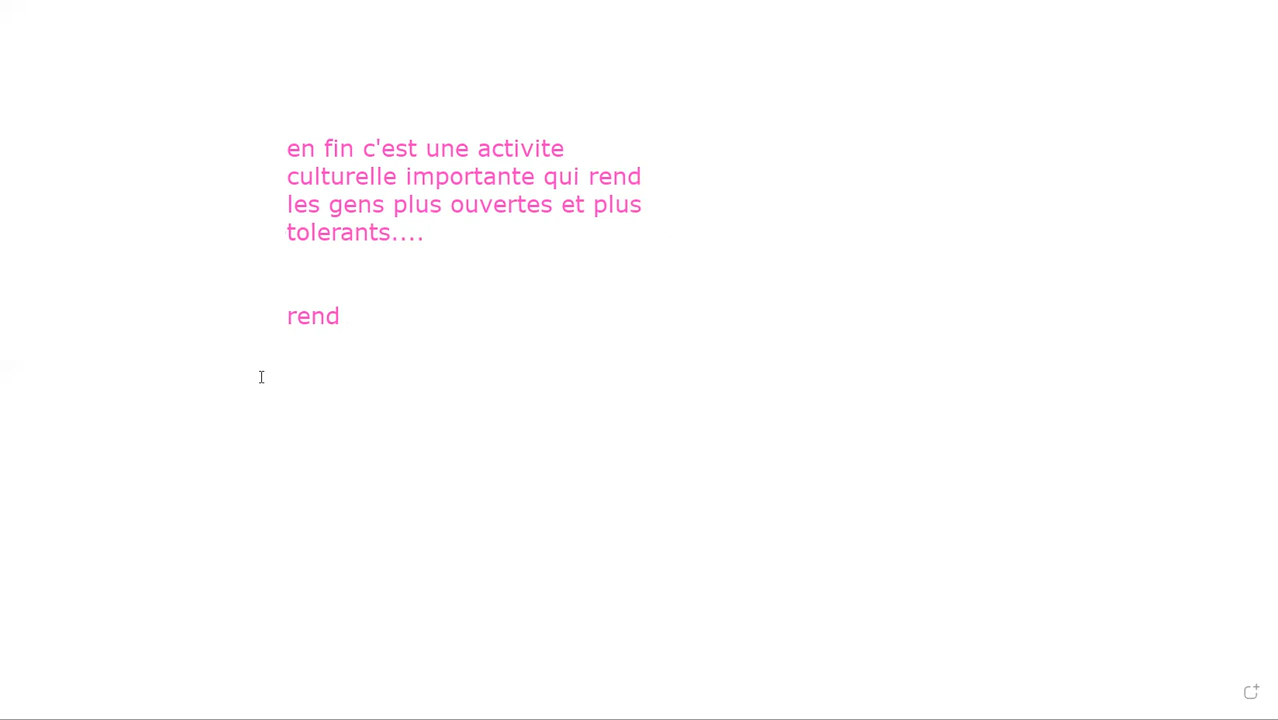 en fin c'est une activite
culturelle importante qui rend
les gens plus ouvertes et plus
tolerants....
rend